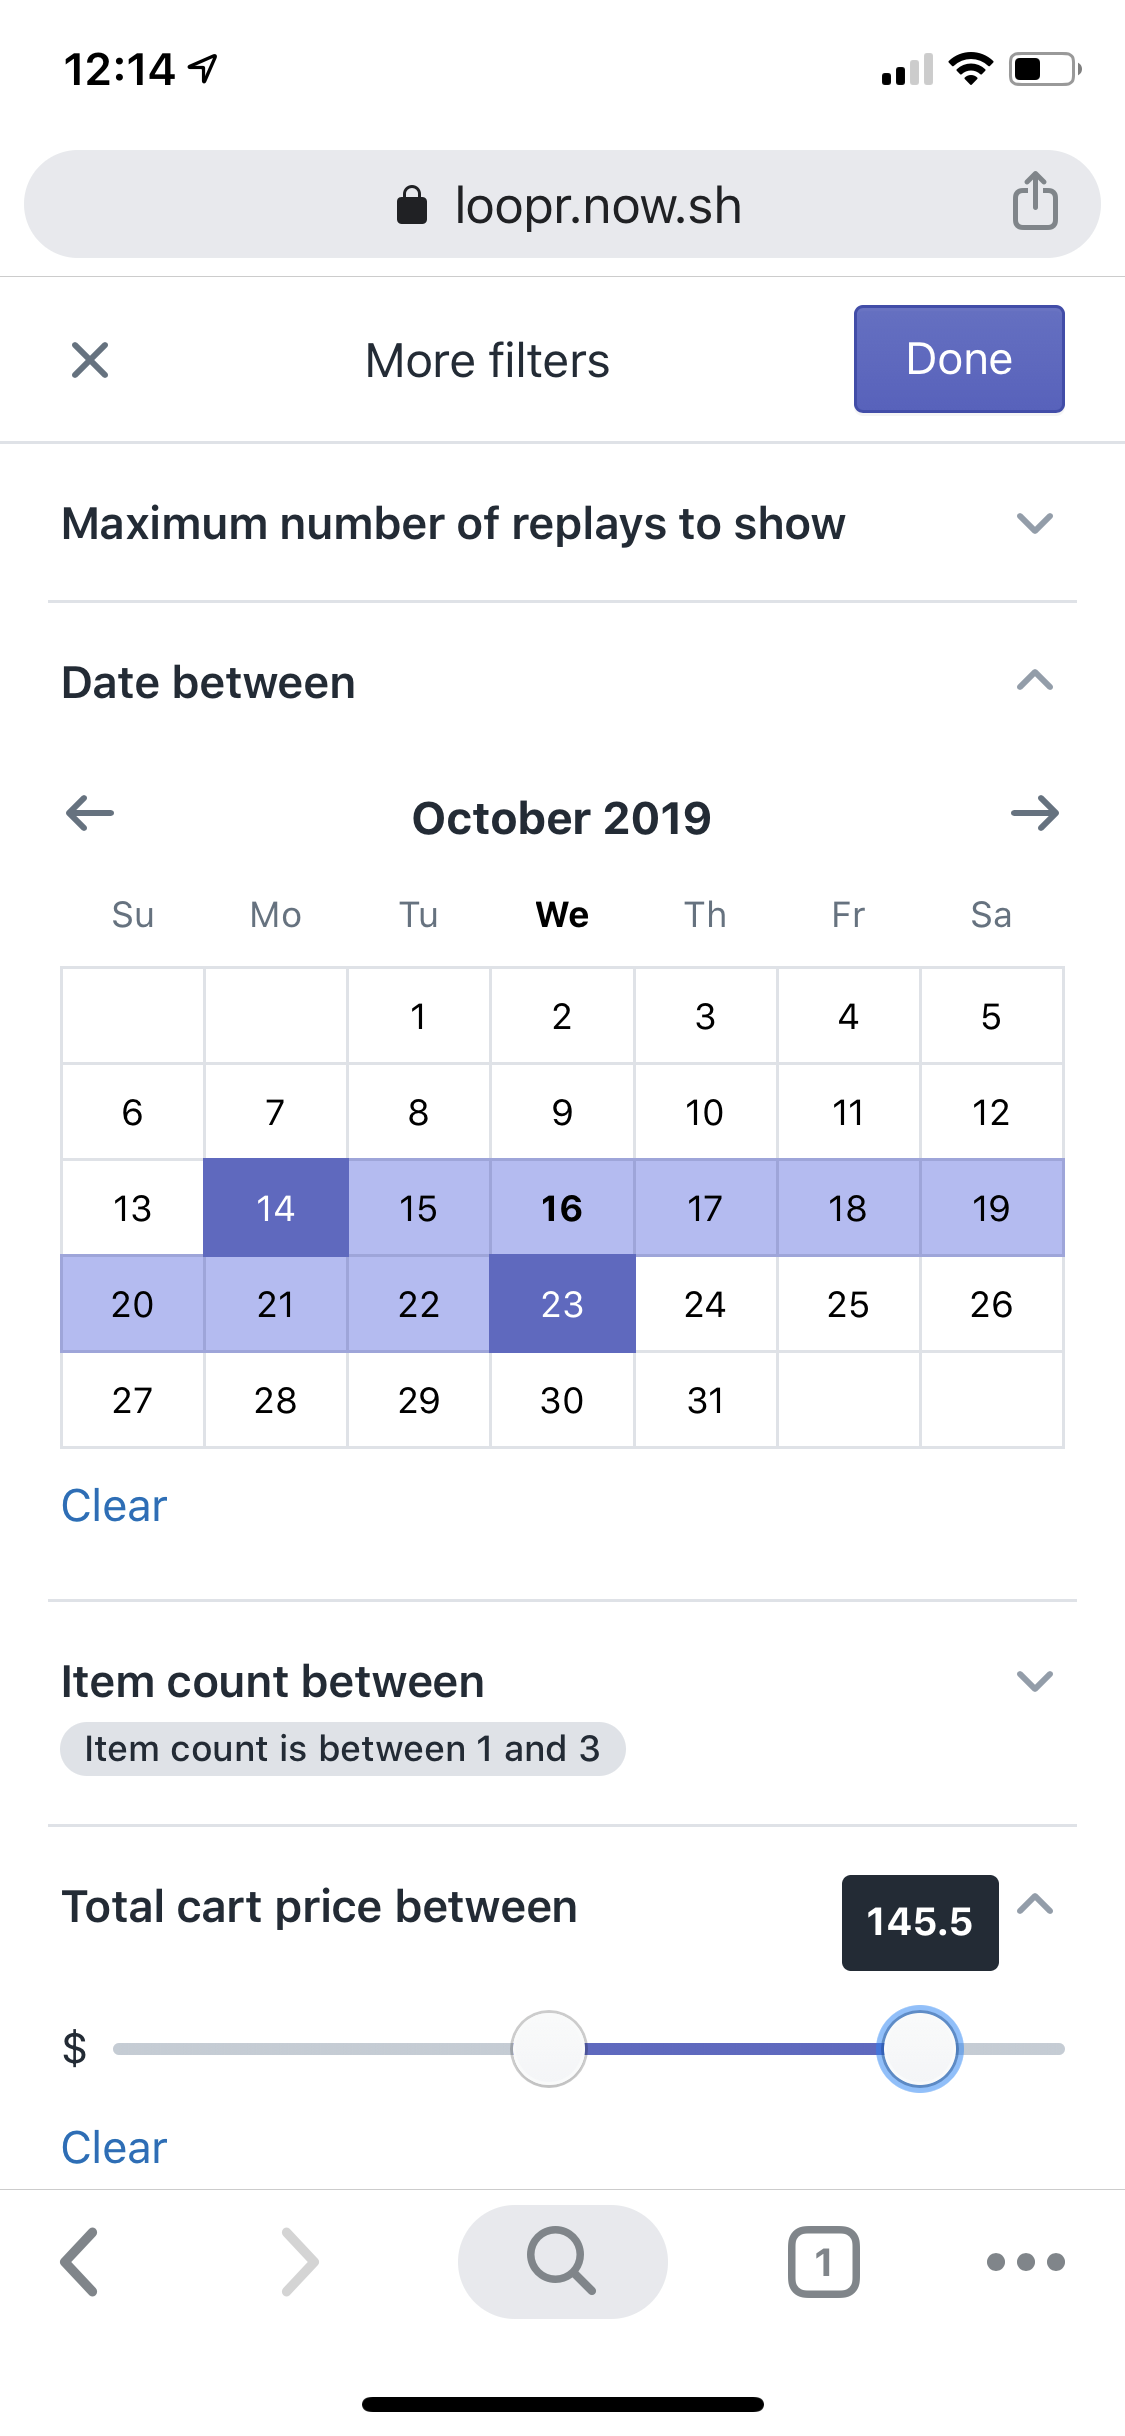 12:14
loopr.now.sh
More filters
Done
Maximum number of replays to show
Date between
October 2019
Su Mo Tu We Th Fr Sa
1 2 3 4 5
6 7 8 9 10 11 12
13 14 15 16 17 18 19
20 21 22 23 24 25 26
27 28 29 30 31
Clear
Item count between
Item count is between 1 and 3
Total cart price between
145.5
$
Clear
1